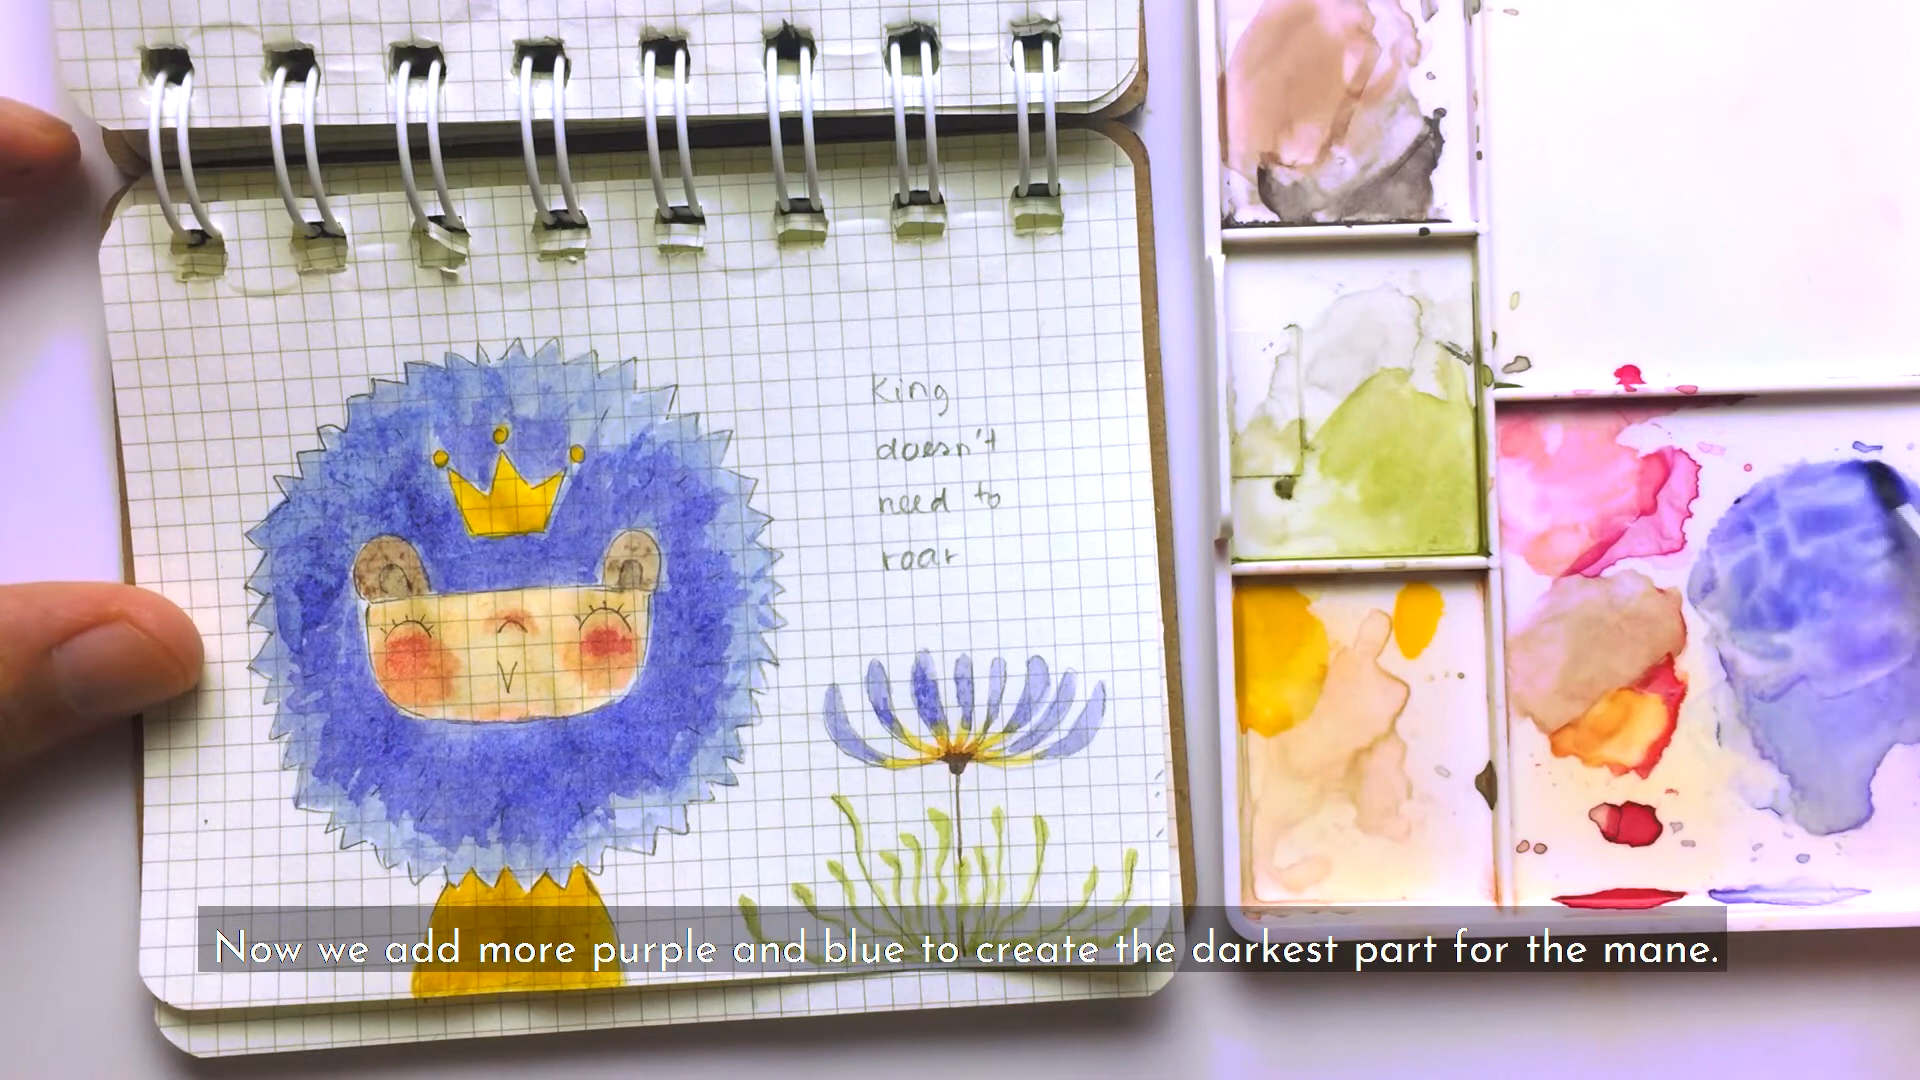 King
doesn't
need to
roar
Now we add more purple and blue to create the darkest part for the mane.